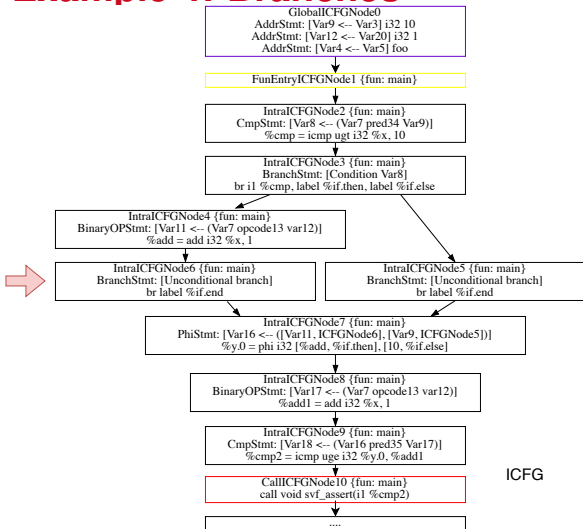 GlobalICFGNode0
AddrStmt: [Var9 <-- Var3] i32 10
AddrStmt: [Var12 <-- Var20] i32 1
AddrStmt: [Var4 <-- Var5] foo
FunEntryICFGNode1 {fun: main}
IntraICFGNode2 {fun: main}
CmpStmt: [Var8 <-- (Var7 pred34 Var9)]
%cmp = icmp ugt i32 %x, 10
IntraICFGNode3 {fun: main}
BranchStmt: [Condition Var8]
br i1 %cmp, label %if.then, label %if.else
IntraICFGNode4 {fun: main}
BinaryOPStmt: [Var11 <-- (Var7 opcode13 var12)]
%add = add i32 %x, 1
IntraICFGNode6 {fun: main}
BranchStmt: [Unconditional branch]
br label %if.end
IntraICFGNode5 {fun: main}
BranchStmt: [Unconditional branch]
br label %if.end
IntraICFGNode7 {fun: main}
PhiStmt: [Var16 <-- ([Var11, ICFGNode6], [Var9, ICFGNode5])]
%y.0 = phi i32 [%add, %if.then], [10, %if.else]
IntraICFGNode8 {fun: main}
BinaryOPStmt: [Var17 <-- (Var7 opcode13 var12)]
%add1 = add i32 %x, 1
IntraICFGNode9 {fun: main}
CmpStmt: [Var18 <-- (Var16 pred35 Var17)]
%cmp2 = icmp uge i32 %y.0, %add1
ICFG
CallICFGNode10 {fun: main}
call void svf_assert(i1 %cmp2)
....